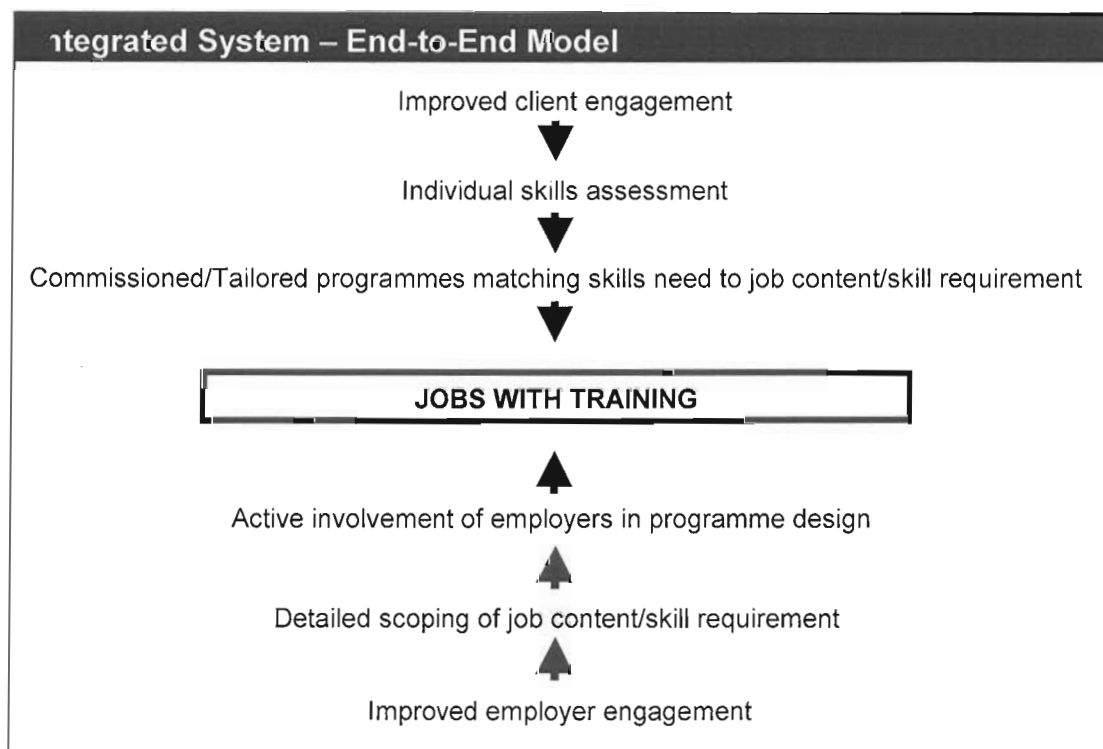 ntegrated System – End-to-End Model
Improved client engagement
Individual skills assessment
Commissioned/Tailored programmes matching skills need to job content/skill requirement
JOBS WITH TRAINING
Active involvement of employers in programme design
Detailed scoping of job content/skill requirement
Improved employer engagement